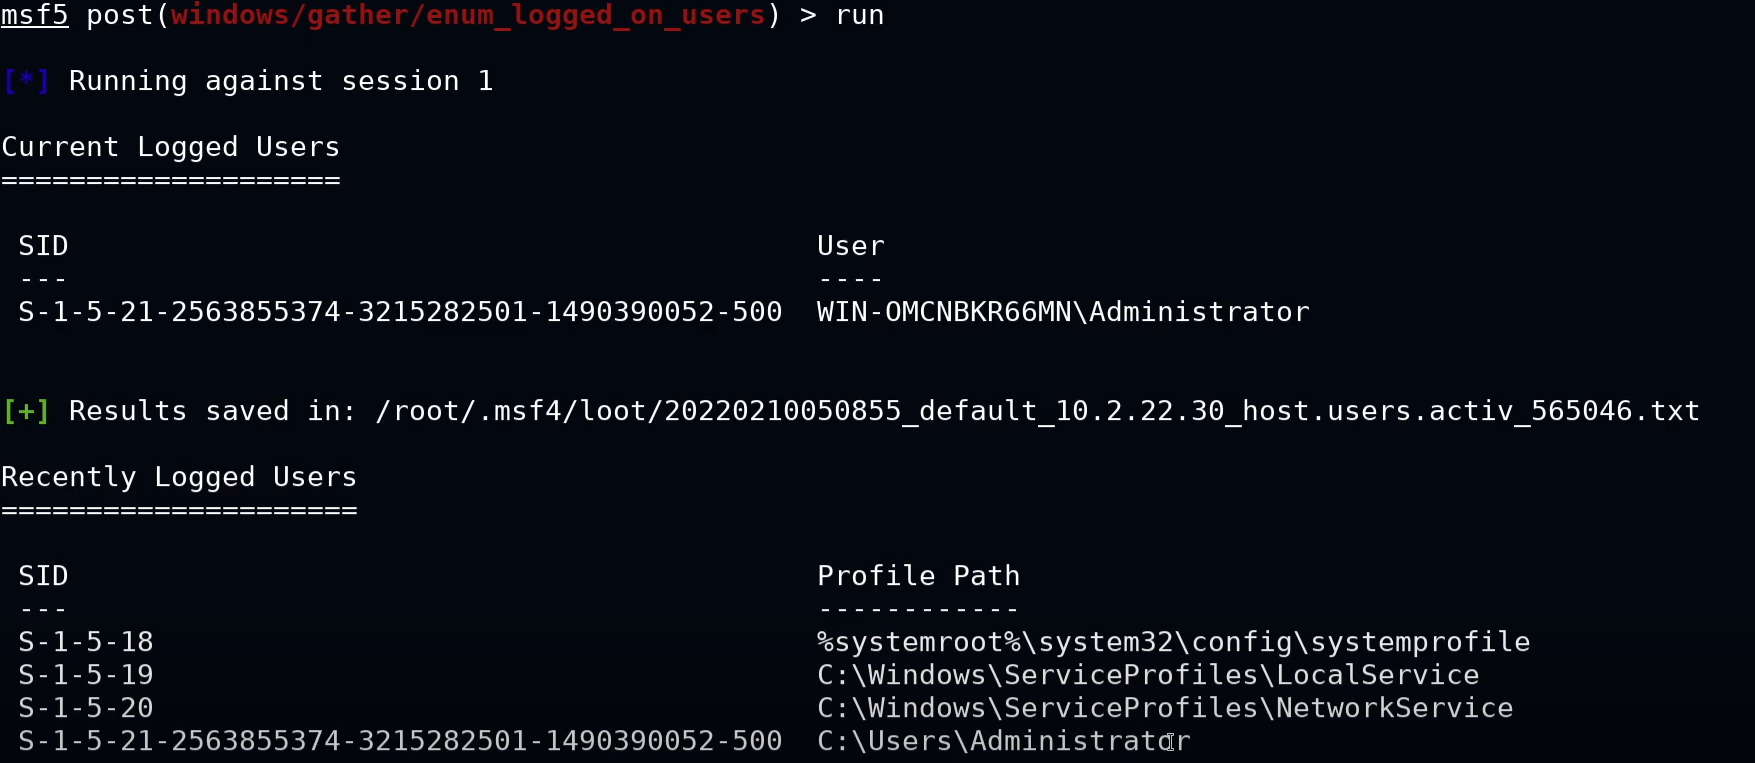 msf5 post(windows/gather/enum_logged_on_users) > run
[*] Running against session 1
Current Logged Users
====================
SID                                            User
---                                            ----
S-1-5-21-2563855374-3215282501-1490390052-500  WIN-OMCNBKR66MN\Administrator
[+] Results saved in: /root/.msf4/loot/20220210050855_default_10.2.22.30_host.users.activ_565046.txt
Recently Logged Users
=====================
SID                                            Profile Path
---                                            ------------
S-1-5-18                                       %systemroot%\system32\config\systemprofile
S-1-5-19                                       C:\Windows\ServiceProfiles\LocalService
S-1-5-20                                       C:\Windows\ServiceProfiles\NetworkService
S-1-5-21-2563855374-3215282501-1490390052-500  C:\Users\Administrator